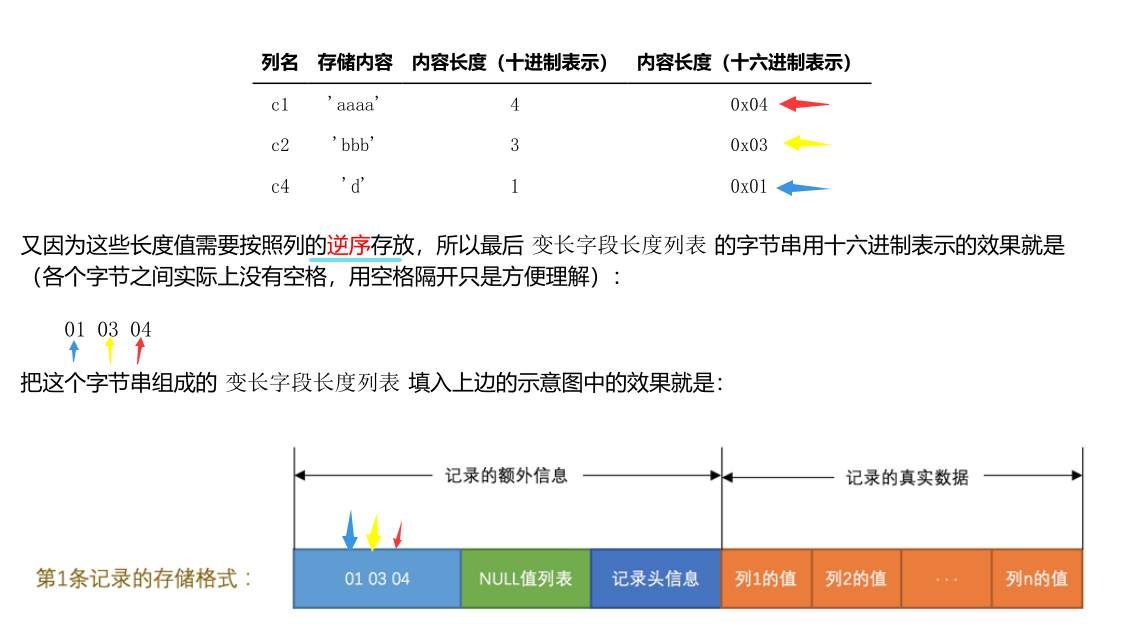 列名 存储内容 内容长度（十进制表示） 内容长度（十六进制表示）
c1 'aaaa' 4 0x04
c2 'bbb' 3 0x03
c4 'd' 1 0x01
又因为这些长度值需要按照列的逆序存放，所以最后 变长字段长度列表 的字节串用十六进制表示的效果就是
（各个字节之间实际上没有空格，用空格隔开只是方便理解）：
01 03 04
把这个字节串组成的 变长字段长度列表 填入上边的示意图中的效果就是：
记录的额外信息 记录的真实数据
第1条记录的存储格式： 01 03 04 NULL值列表 记录头信息 列1的值 列2的值 ... 列n的值